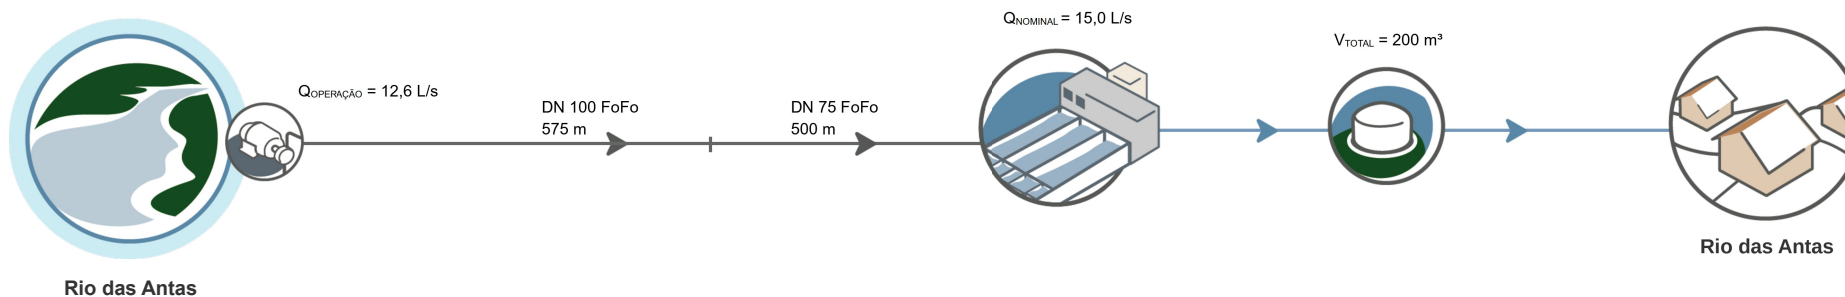 Q_NOMINAL = 15,0 L/s
V_TOTAL = 200 m³
Q_OPERAÇÃO = 12,6 L/s
DN 100 FoFo
575 m
DN 75 FoFo
500 m
Rio das Antas
Rio das Antas